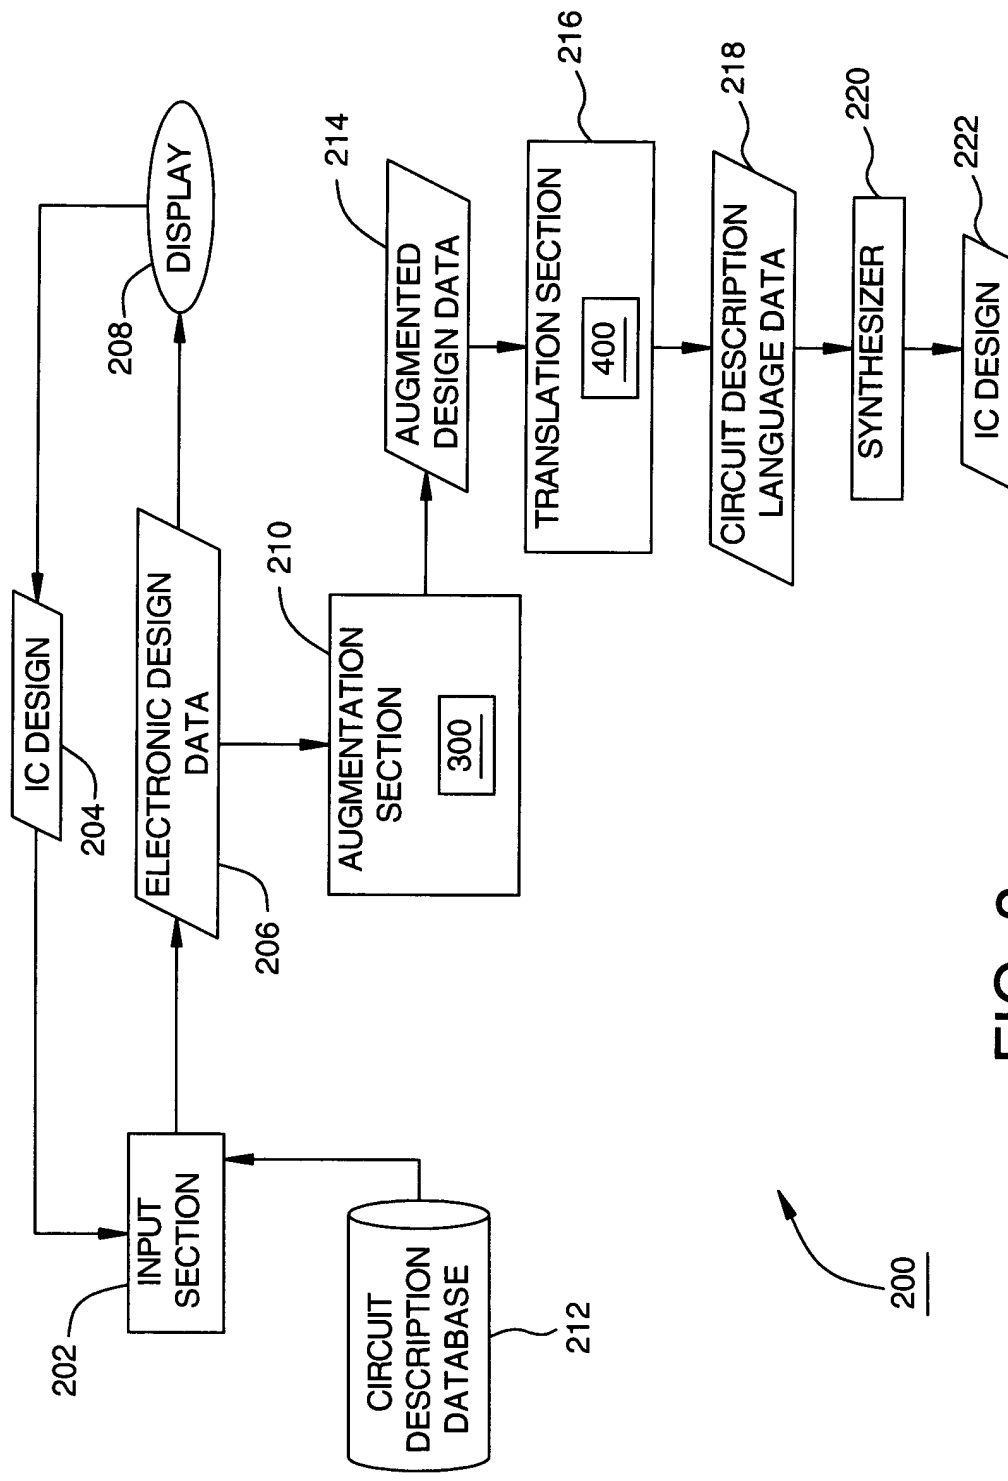 IC DESIGN
204
208
DISPLAY
202
INPUT
SECTION
ELECTRONIC DESIGN
DATA
206
210
CIRCUIT
DESCRIPTION
DATABASE
212
AUGMENTATION
SECTION
300
214
AUGMENTED
DESIGN DATA
216
TRANSLATION SECTION
400
218
CIRCUIT DESCRIPTION
LANGUAGE DATA
220
SYNTHESIZER
222
IC DESIGN
200